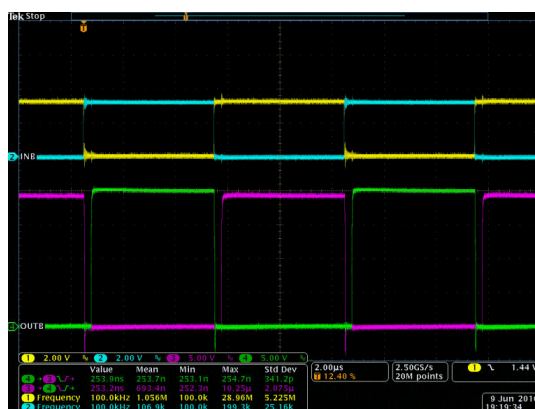 Tek Stop
T
2 INB
OUTB
1 2.00 V 2 2.00 V 3 5.00 V 4 5.00 V
Value Mean Min Max Std Dev
253.9ns 253.7n 253.1n 254.7n 341.2p
253.2ns 693.4n 252.3n 10.25µ 2.075µ
1 Frequency 100.0kHz 1.056M 100.0k 28.96M 5.225M
2 Frequency 100.0kHz 106.9k 100.0k 199.3k 25.16k
2.00µs
T 12.40 %
2.50GS/s
20M points
1 1.44 V
9 Jun 2016
19:19:34